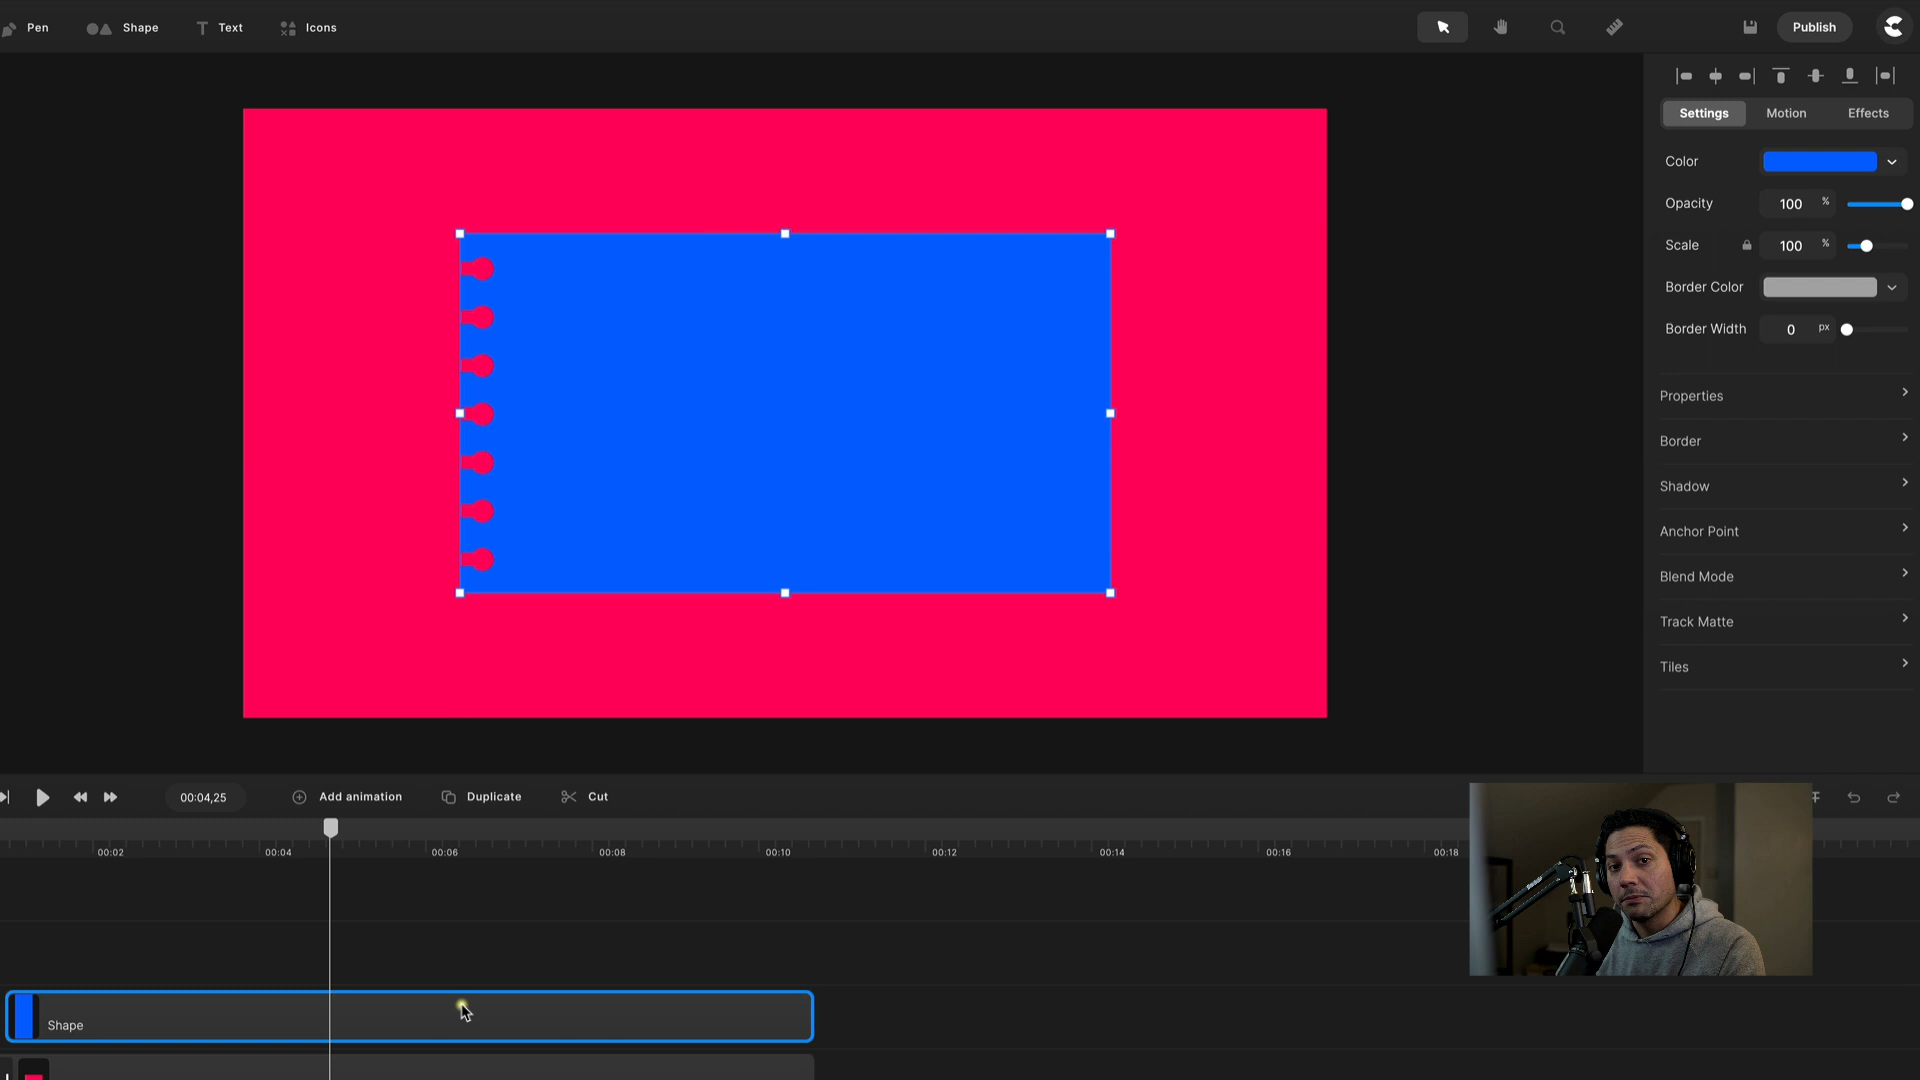 Pen
Shape
Text
Icons
Publish
Settings
Motion
Effects
Color
Opacity
100 %
Scale
100 %
Border Color
Border Width
0 px
Properties
Border
Shadow
Anchor Point
Blend Mode
Track Matte
Tiles
00:04,25
Add animation
Duplicate
Cut
00:02
00:04
00:06
00:08
00:10
00:12
00:14
00:16
00:18
Shape